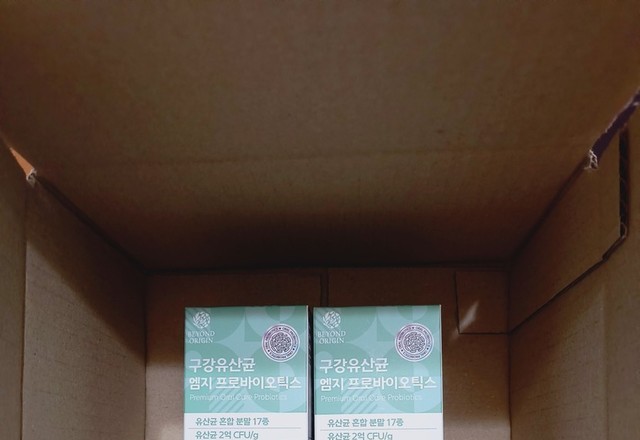 BEYOND
ORIGIN
구강유산균
엠지 프로바이오틱스
Premium Oral Care Probiotics
유산균 혼합 분말 17종
유산균 2억 CFU/g
BEYOND
ORIGIN
구강유산균
엠지 프로바이오틱스
Premium Oral Care Probiotics
유산균 혼합 분말 17종
유산균 2억 CFU/g